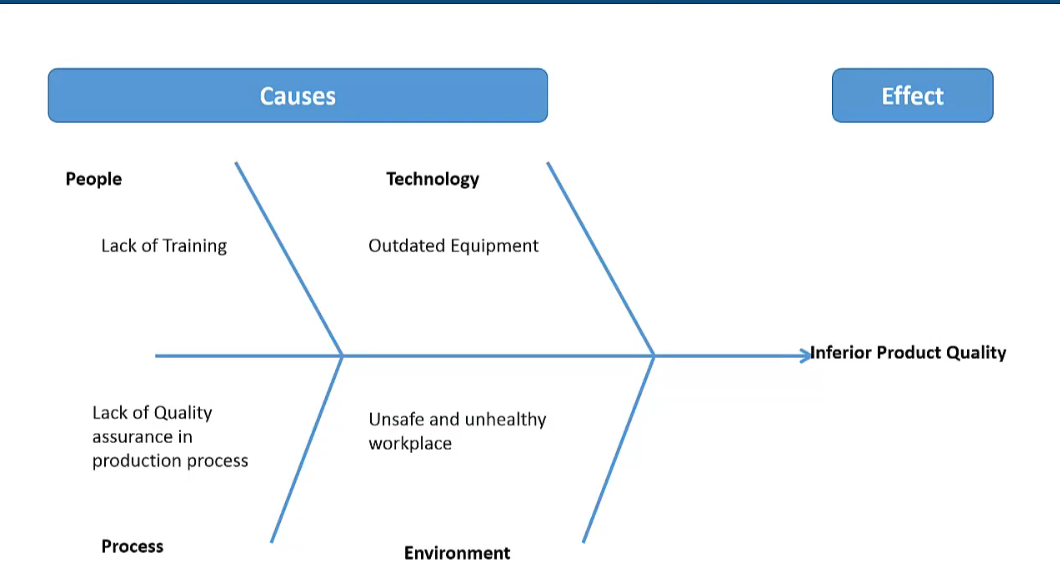 Causes
Effect
People
Technology
Lack of Training
Outdated Equipment
Inferior Product Quality
Lack of Quality
assurance in
production process
Unsafe and unhealthy
workplace
Process
Environment